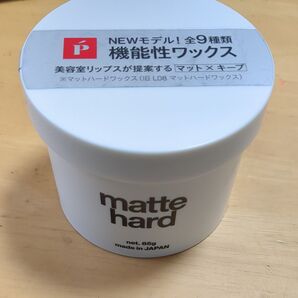 NEWモデル！全9種類
機能性ワックス
美容室リップスが提案する マット×キープ
※マットハードワックス(旧 L08 マットハードワックス)
matte
hard
net. 85g
made in JAPAN